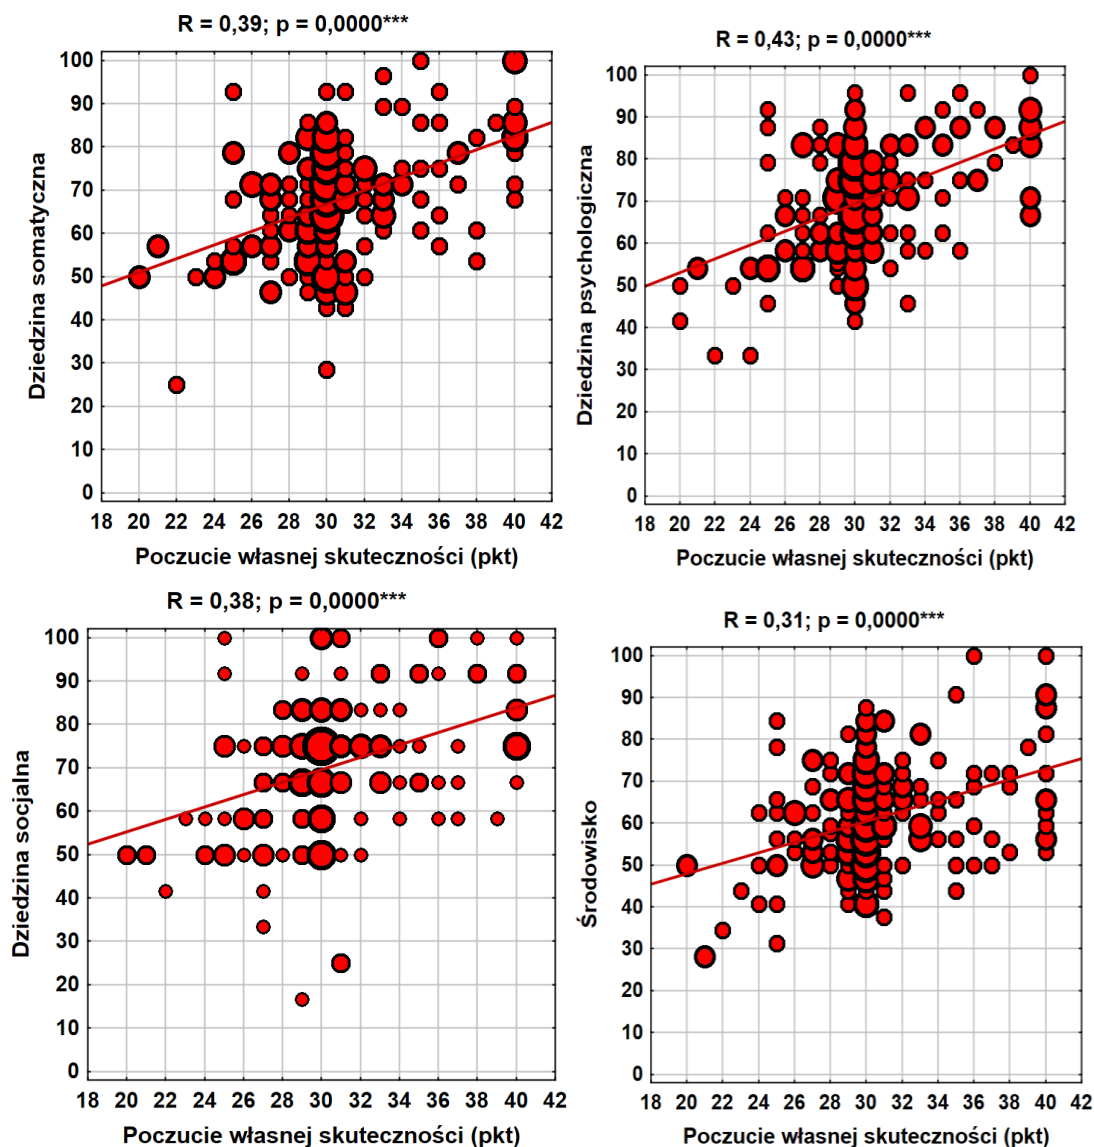 R = 0,39; p = 0,0000***
Dziedzina somatyczna
100
90
80
70
60
50
40
30
20
10
0
18 20 22 24 26 28 30 32 34 36 38 40 42
Poczucie własnej skuteczności (pkt)
R = 0,43; p = 0,0000***
Dziedzina psychologiczna
100
90
80
70
60
50
40
30
20
10
0
18 20 22 24 26 28 30 32 34 36 38 40 42
Poczucie własnej skuteczności (pkt)
R = 0,38; p = 0,0000***
Dziedzina socjalna
100
90
80
70
60
50
40
30
20
10
0
18 20 22 24 26 28 30 32 34 36 38 40 42
Poczucie własnej skuteczności (pkt)
R = 0,31; p = 0,0000***
Środowisko
100
90
80
70
60
50
40
30
20
10
0
18 20 22 24 26 28 30 32 34 36 38 40 42
Poczucie własnej skuteczności (pkt)